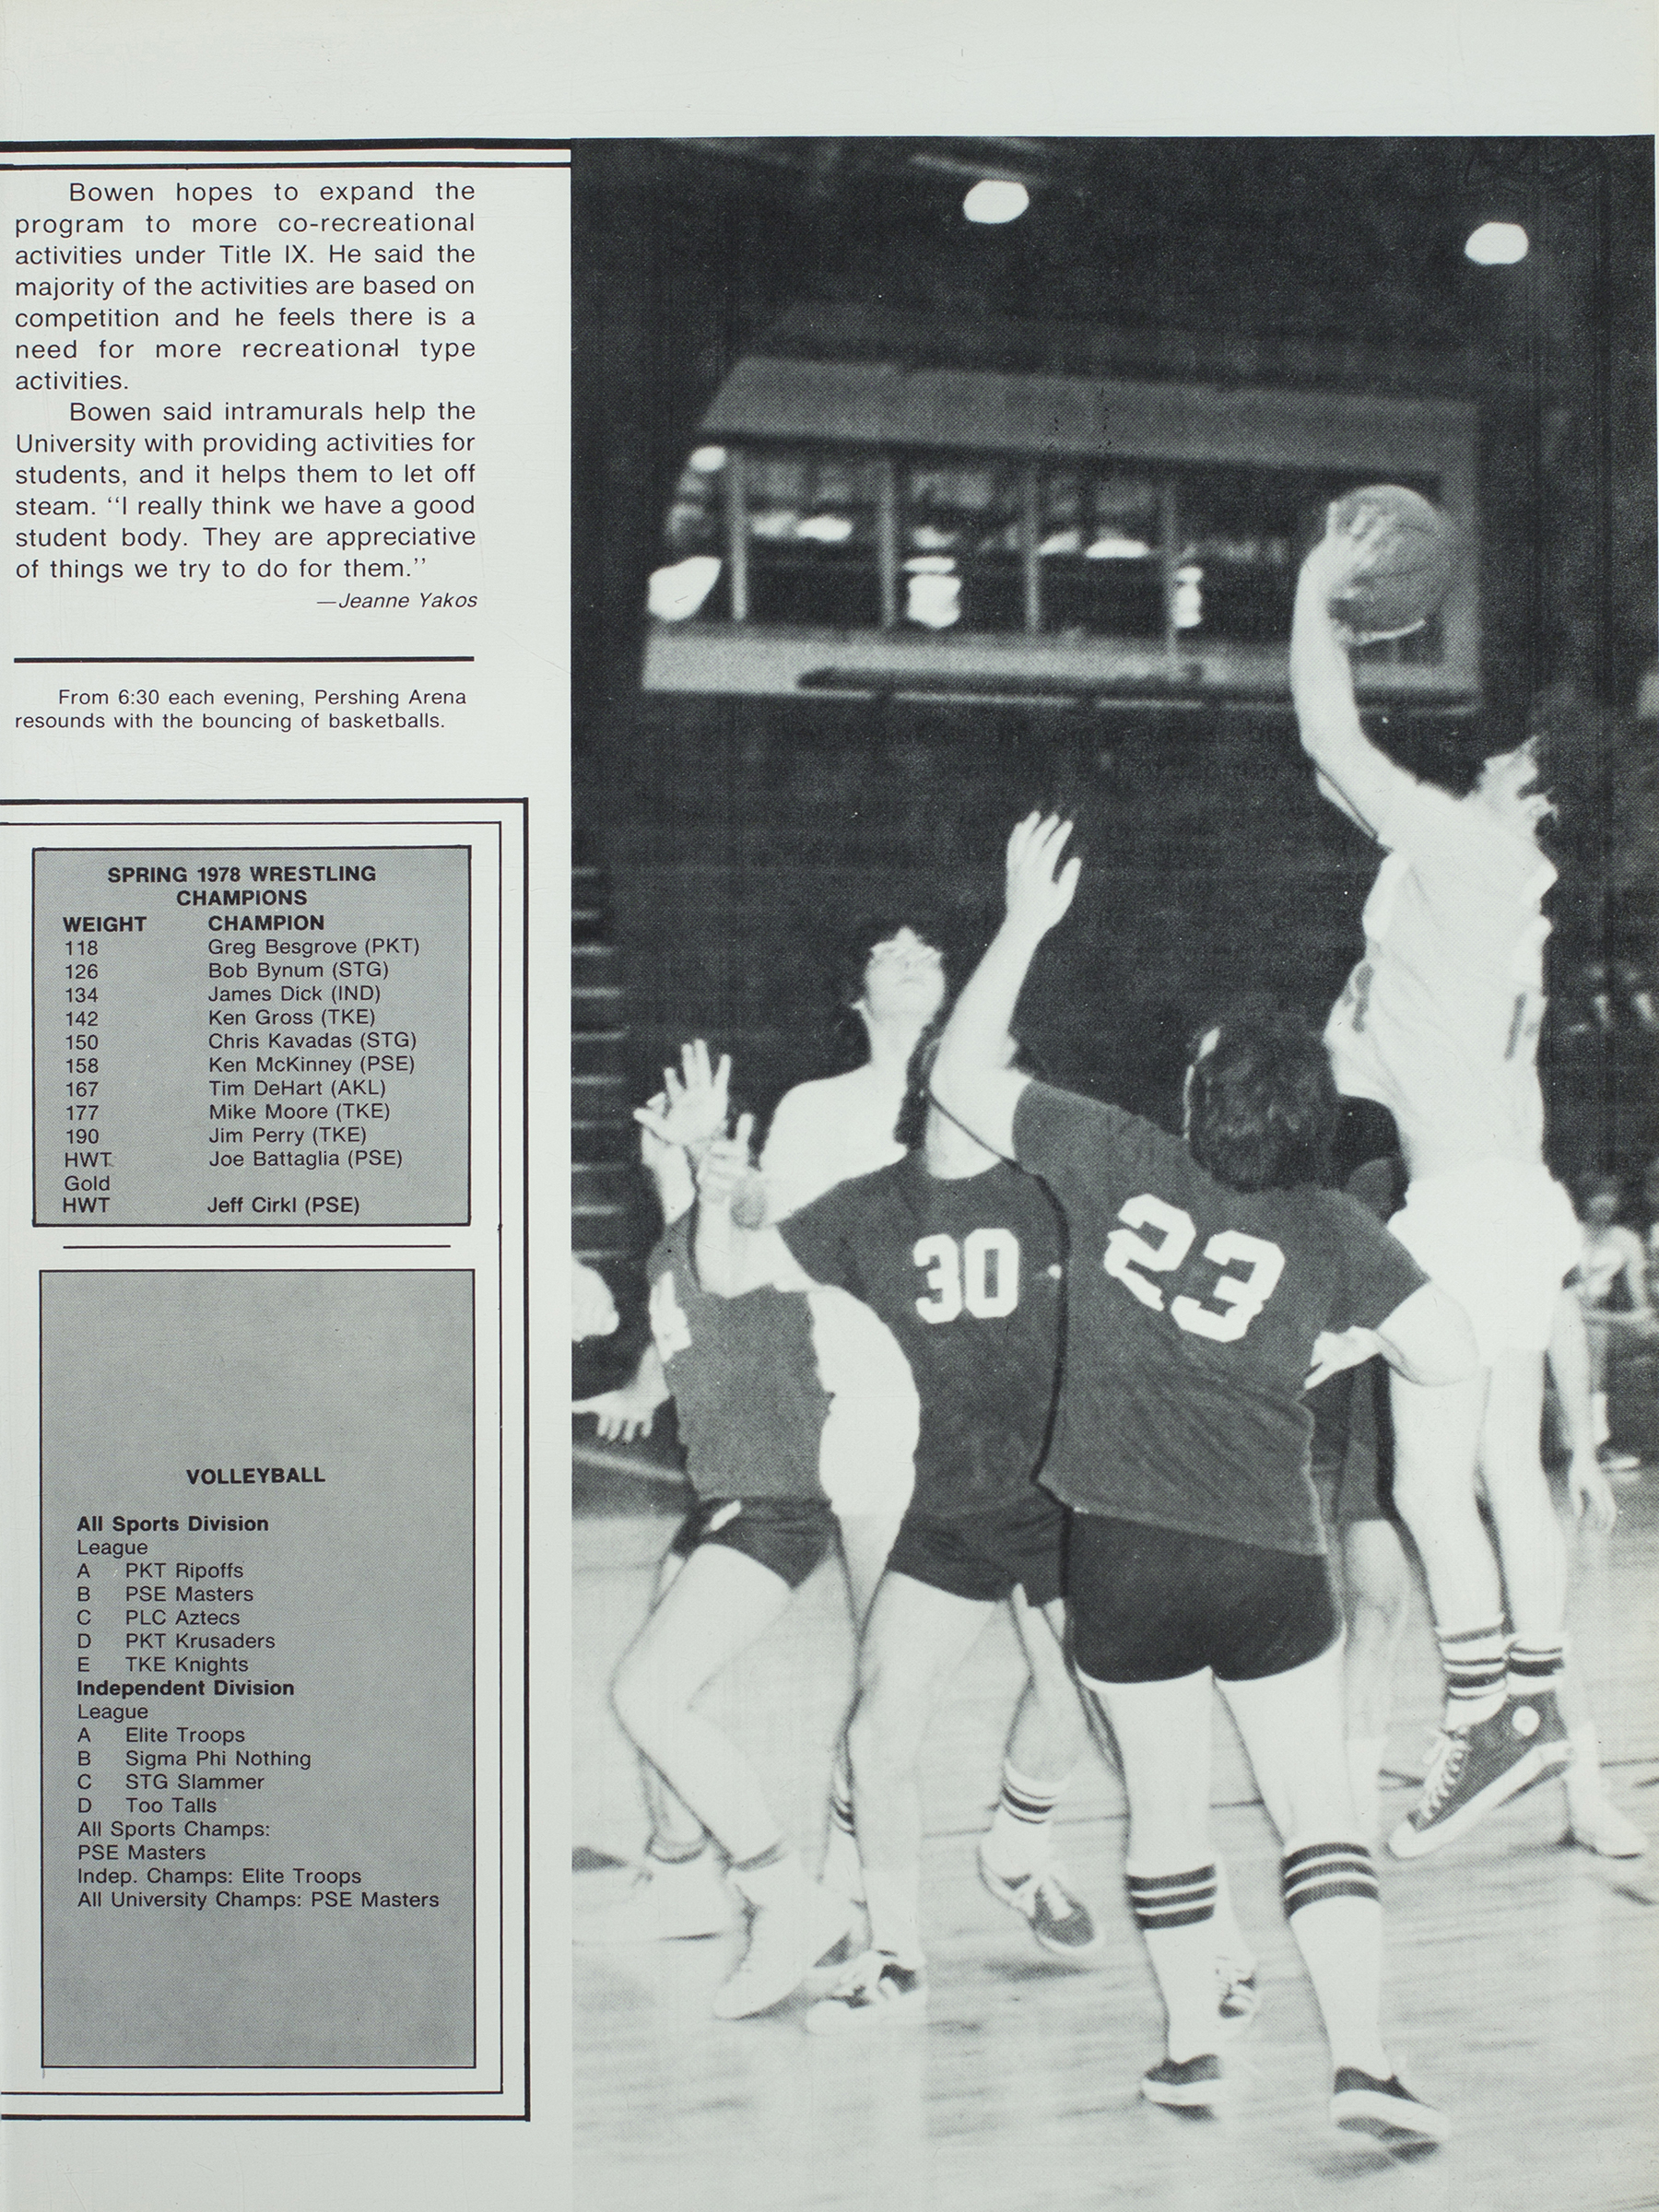 Bowen hopes to expand the
program to more co-recreational
activities under Title IX. He said the
majority of the activities are based on
competition and he feels there is a
need for more recreational type
activities.
Bowen said intramurals help the
University with providing activities for
students, and it helps them to let off
steam. ‘‘I really think we have a good
student body. They are appreciative
of things we try to do for them.’’
—Jeanne Yakos
From 6:30 each evening, Pershing Arena
resounds with the bouncing of basketballs.
SPRING 1978 WRESTLING
CHAMPIONS
WEIGHT CHAMPION
118 Greg Besgrove (PKT)
126 Bob Bynum (STG)
134 James Dick (IND)
142 Ken Gross (TKE)
150 Chris Kavadas (STG)
158 Ken McKinney (PSE)
167 Tim DeHart (AKL)
177 Mike Moore (TKE)
190 Jim Perry (TKE)
HWT Joe Battaglia (PSE)
Gold
HWT Jeff Cirkl (PSE)
VOLLEYBALL
All Sports Division
League
A PKT Ripoffs
B PSE Masters
C PLC Aztecs
D PKT Krusaders
E TKE Knights
Independent Division
League
A Elite Troops
B Sigma Phi Nothing
C STG Slammer
D Too Talls
All Sports Champs:
PSE Masters
Indep. Champs: Elite Troops
All University Champs: PSE Masters
30
23